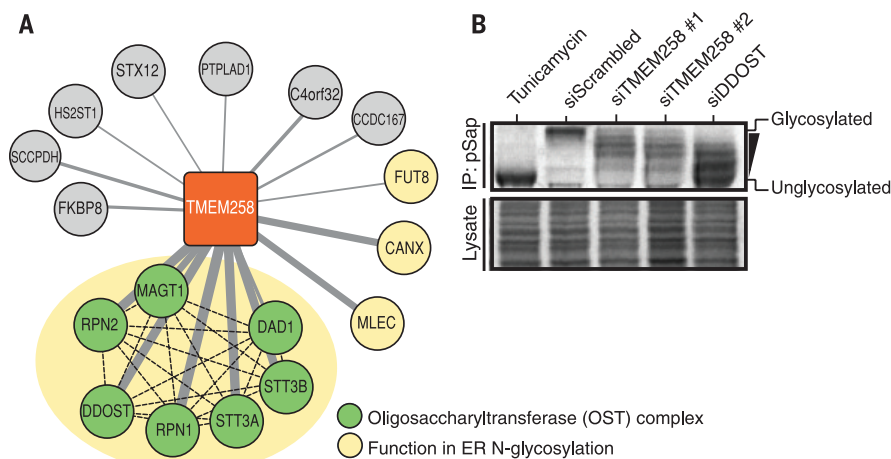 A
STX12
PTPLAD1
HS2ST1
C4orf32
SCCPDH
CCDC167
FKBP8
TMEM258
FUT8
CANX
MLEC
MAGT1
RPN2
DAD1
DDOST
STT3B
RPN1
STT3A
Oligosaccharyltransferase (OST) complex
Function in ER N-glycosylation
B
Tunicamycin
siScrambled
siTMEM258 #1
siTMEM258 #2
siDDOST
IP: pSap
Glycosylated
Unglycosylated
Lysate